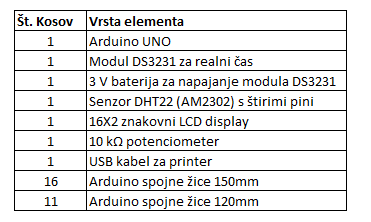 Št. Kosov Vrsta elementa
1 Arduino UNO
1 Modul DS3231 za realni čas
1 3 V baterija za napajanje modula DS3231
1 Senzor DHT22 (AM2302) s štirimi pini
1 16X2 znakovni LCD display
1 10 kΩ potenciometer
1 USB kabel za printer
16 Arduino spojne žice 150mm
11 Arduino spojne žice 120mm